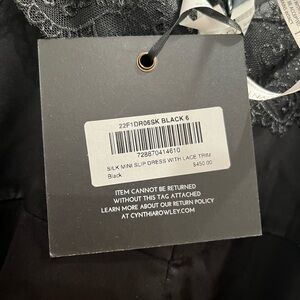 22F1DR06SK BLACK 6
728870414610
SILK MINI SLIP DRESS WITH LACE TRIM
$450.00
Black
ITEM CANNOT BE RETURNED
WITHOUT THIS TAG ATTACHED
LEARN MORE ABOUT OUR RETURN POLICY
AT CYNTHIAROWLEY.COM